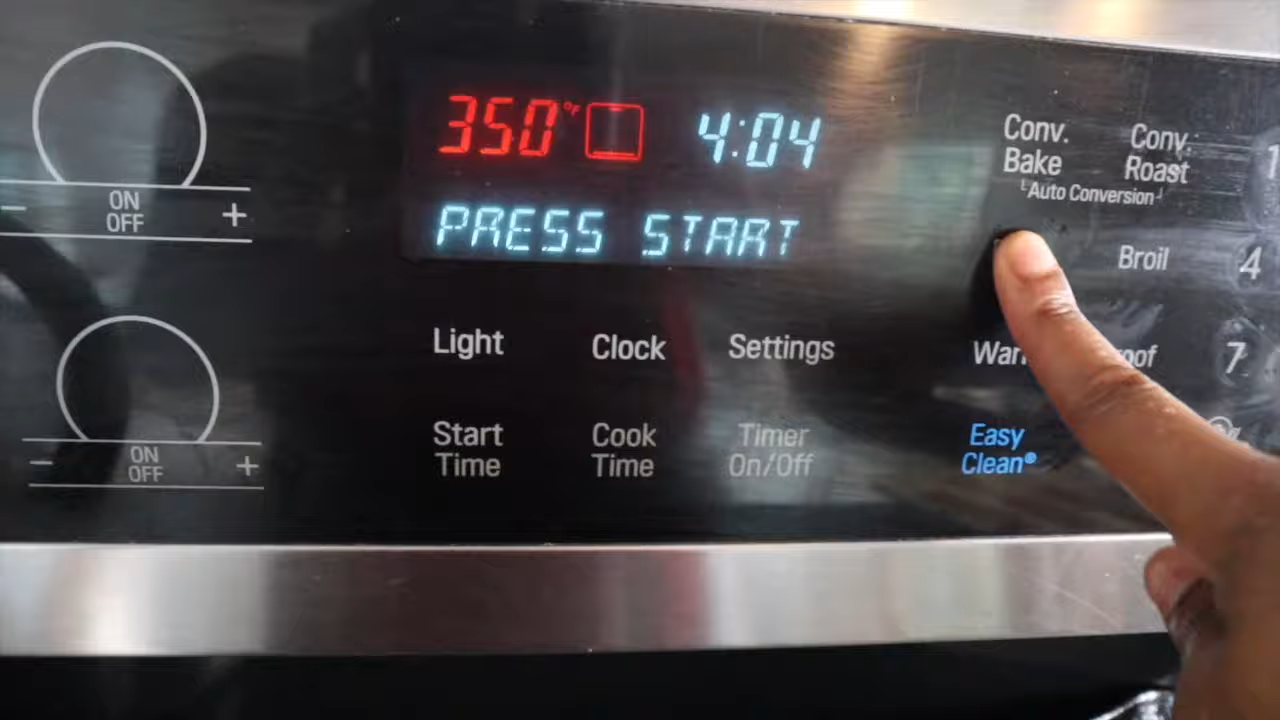 350°F 4:04
PRESS START
ON
OFF
- +
Light Clock Settings
Start
Time
Cook
Time
Timer
On/Off
ON
OFF
- +
Conv.
Bake
Conv.
Roast
Auto Conversion
Broil
4
7
Easy
Clean®